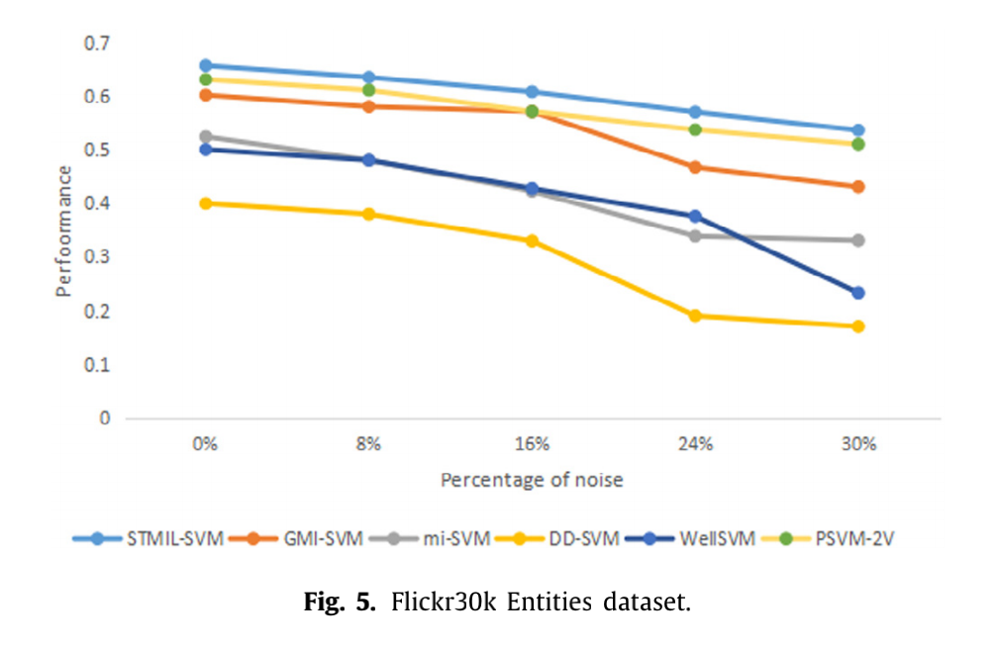 0.7
0.6
0.5
0.4
0.3
0.2
0.1
0
Perfoormance
0% 8% 16% 24% 30%
Percentage of noise
STMIL-SVM GMI-SVM mi-SVM DD-SVM WellSVM PSVM-2V
Fig. 5. Flickr30k Entities dataset.